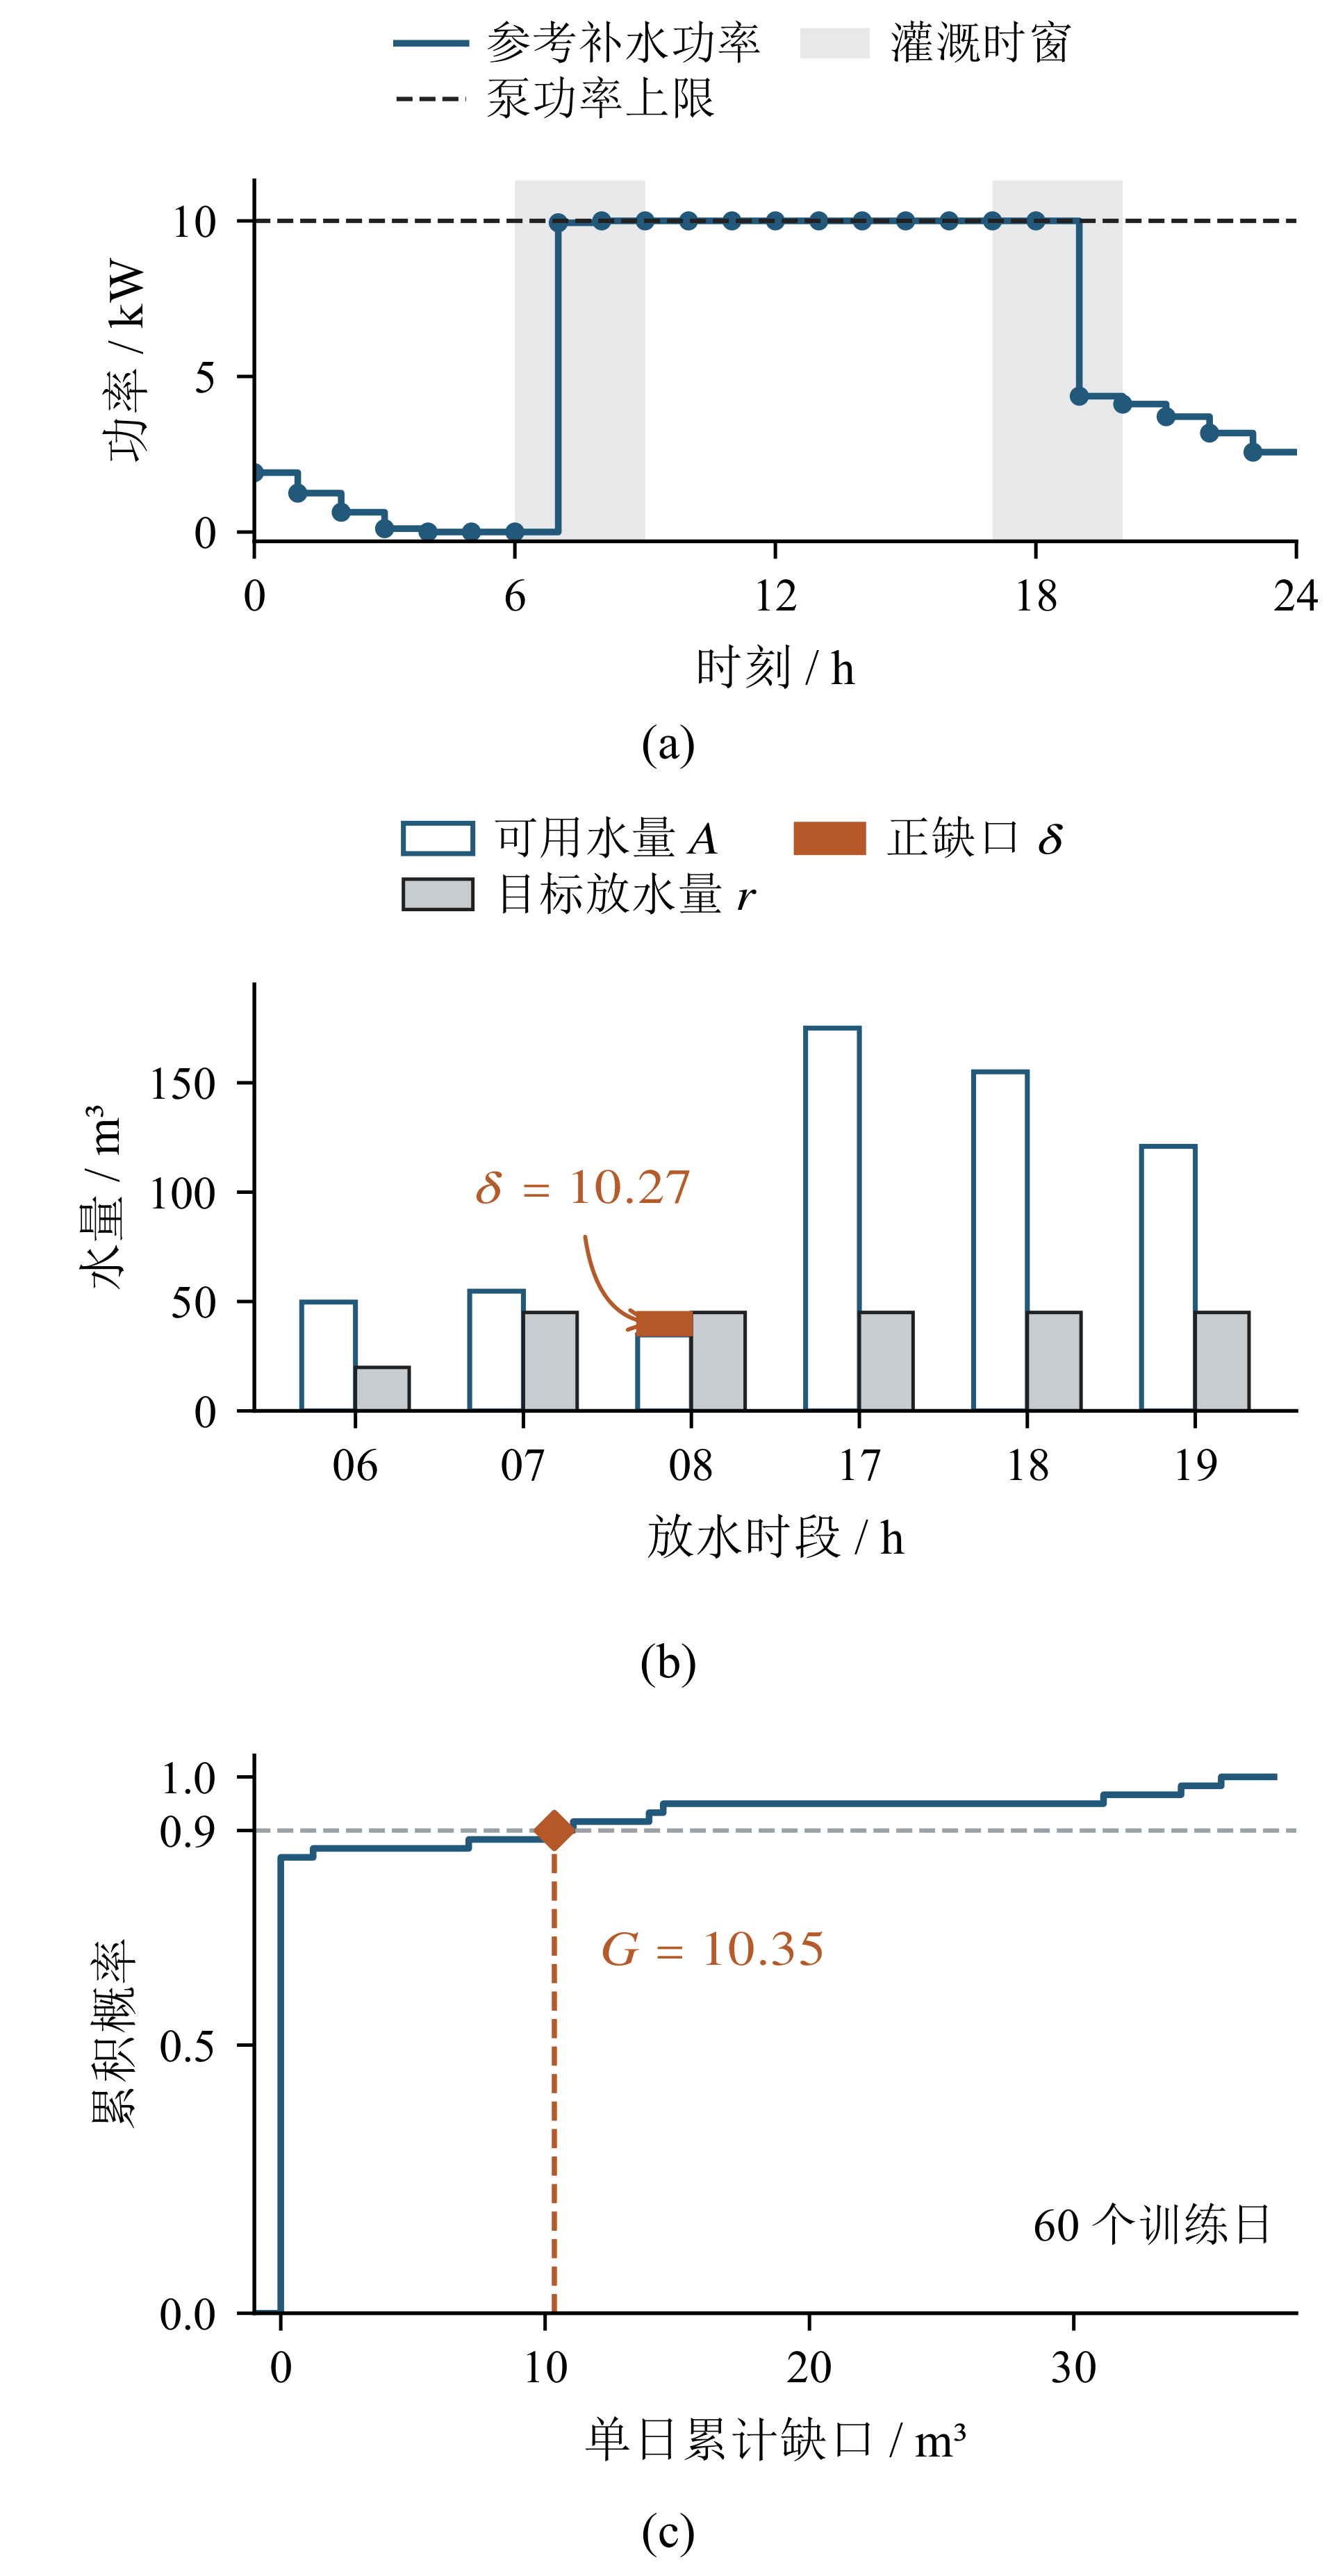 参考补水功率 灌溉时窗
泵功率上限
10
5
0
功率 / kW
0 6 12 18 24
时刻 / h
(a)
可用水量 A 正缺口 δ
目标放水量 r
150
100
50
0
水量 / m³
δ = 10.27
06 07 08 17 18 19
放水时段 / h
(b)
1.0
0.9
0.5
0.0
累积概率
G = 10.35
60 个训练日
0 10 20 30
单日累计缺口 / m³
(c)